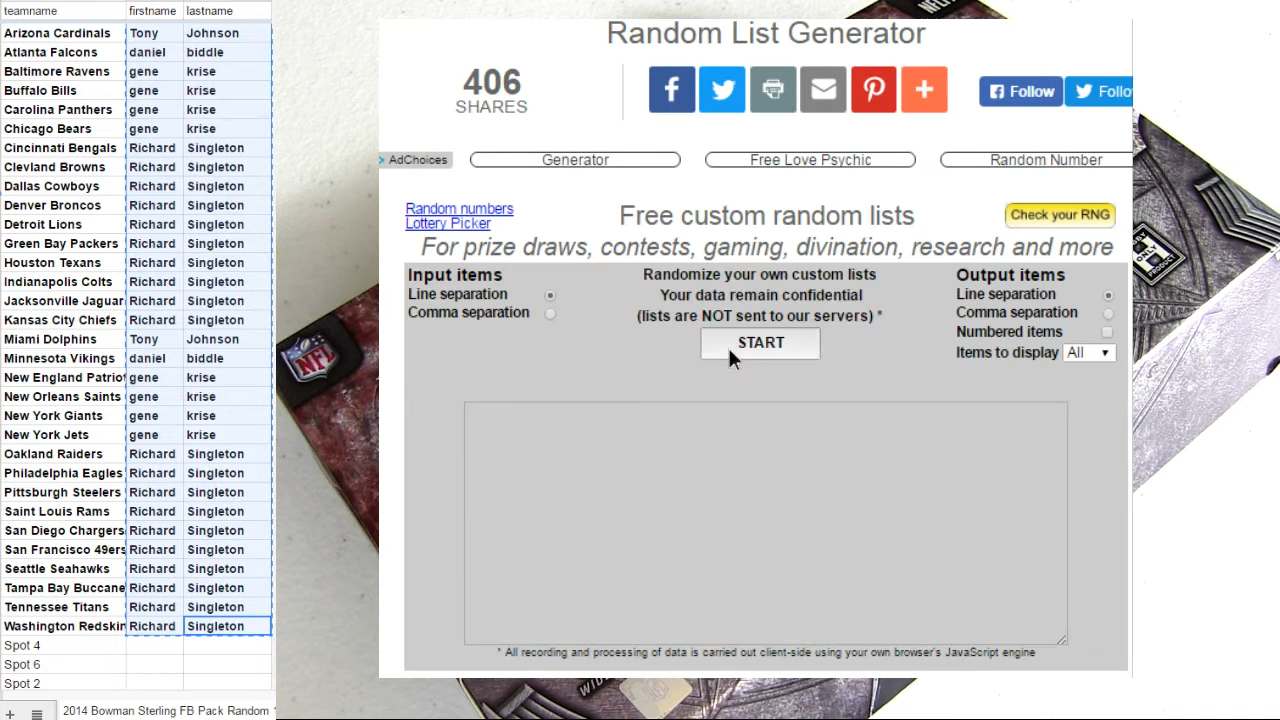 teamname firstname lastname
Arizona Cardinals Tony Johnson
Atlanta Falcons daniel biddle
Baltimore Ravens gene krise
Buffalo Bills gene krise
Carolina Panthers gene krise
Chicago Bears gene krise
Cincinnati Bengals Richard Singleton
Clevland Browns Richard Singleton
Dallas Cowboys Richard Singleton
Denver Broncos Richard Singleton
Detroit Lions Richard Singleton
Green Bay Packers Richard Singleton
Houston Texans Richard Singleton
Indianapolis Colts Richard Singleton
Jacksonville Jaguar Richard Singleton
Kansas City Chiefs Richard Singleton
Miami Dolphins Tony Johnson
Minnesota Vikings daniel biddle
New England Patriot gene krise
New Orleans Saints gene krise
New York Giants gene krise
New York Jets gene krise
Oakland Raiders Richard Singleton
Philadelphia Eagles Richard Singleton
Pittsburgh Steelers Richard Singleton
Saint Louis Rams Richard Singleton
San Diego Chargers Richard Singleton
San Francisco 49ers Richard Singleton
Seattle Seahawks Richard Singleton
Tampa Bay Buccane Richard Singleton
Tennessee Titans Richard Singleton
Washington Redskin Richard Singleton
Spot 4
Spot 6
Spot 2
2014 Bowman Sterling FB Pack Random
Random List Generator
406
SHARES
Follow
Follo
AdChoices
Generator
Free Love Psychic
Random Number
Random numbers
Lottery Picker
Free custom random lists
Check your RNG
For prize draws, contests, gaming, divination, research and more
Input items
Line separation
Comma separation
Randomize your own custom lists
Your data remain confidential
(lists are NOT sent to our servers) *
START
Output items
Line separation
Comma separation
Numbered items
Items to display All
* All recording and processing of data is carried out client-side using your own browser's JavaScript engine
NFL